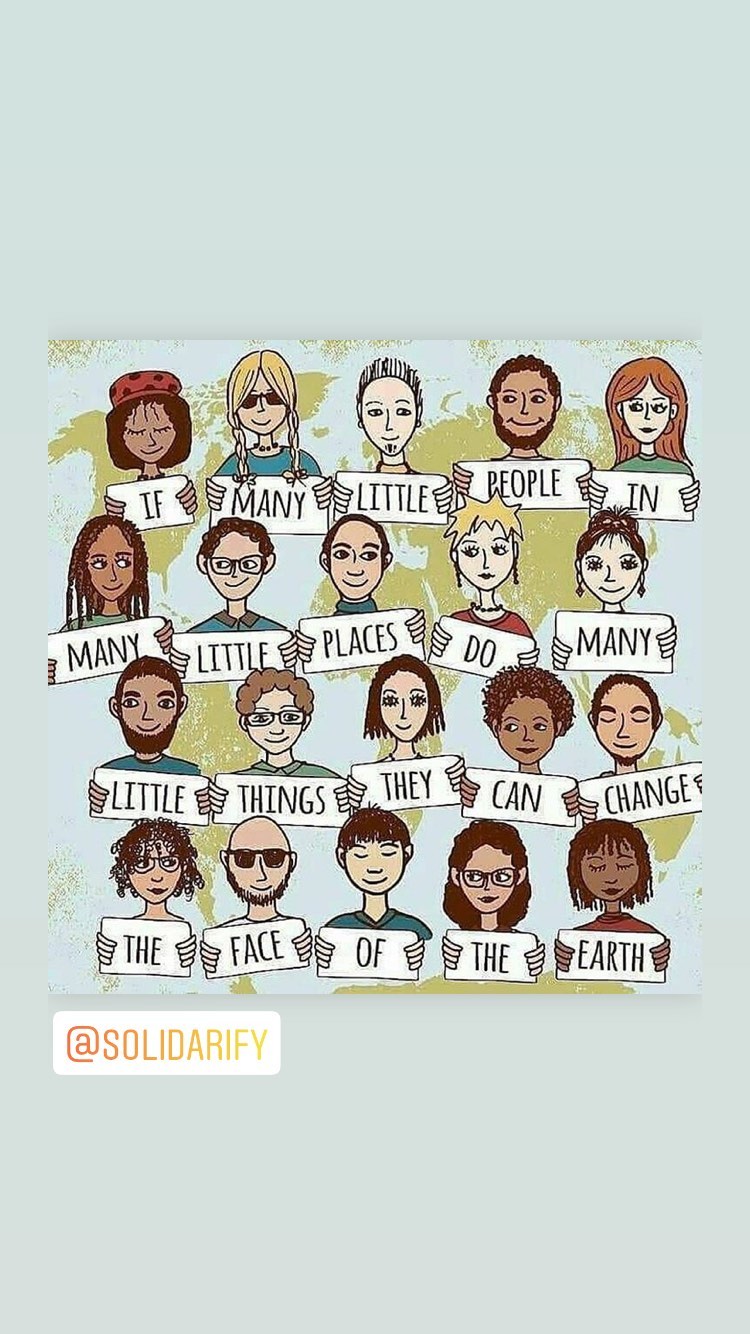 IF MANY LITTLE PEOPLE IN
MANY LITTLE PLACES DO MANY
LITTLE THINGS THEY CAN CHANGE
THE FACE OF THE EARTH
@SOLIDARIFY